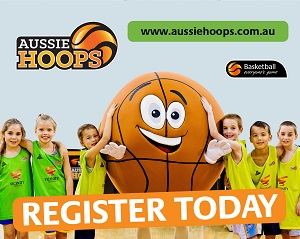 AUSSIE
HOOPS
www.aussiehoops.com.au
Basketball
everyone's game
REGISTER TODAY